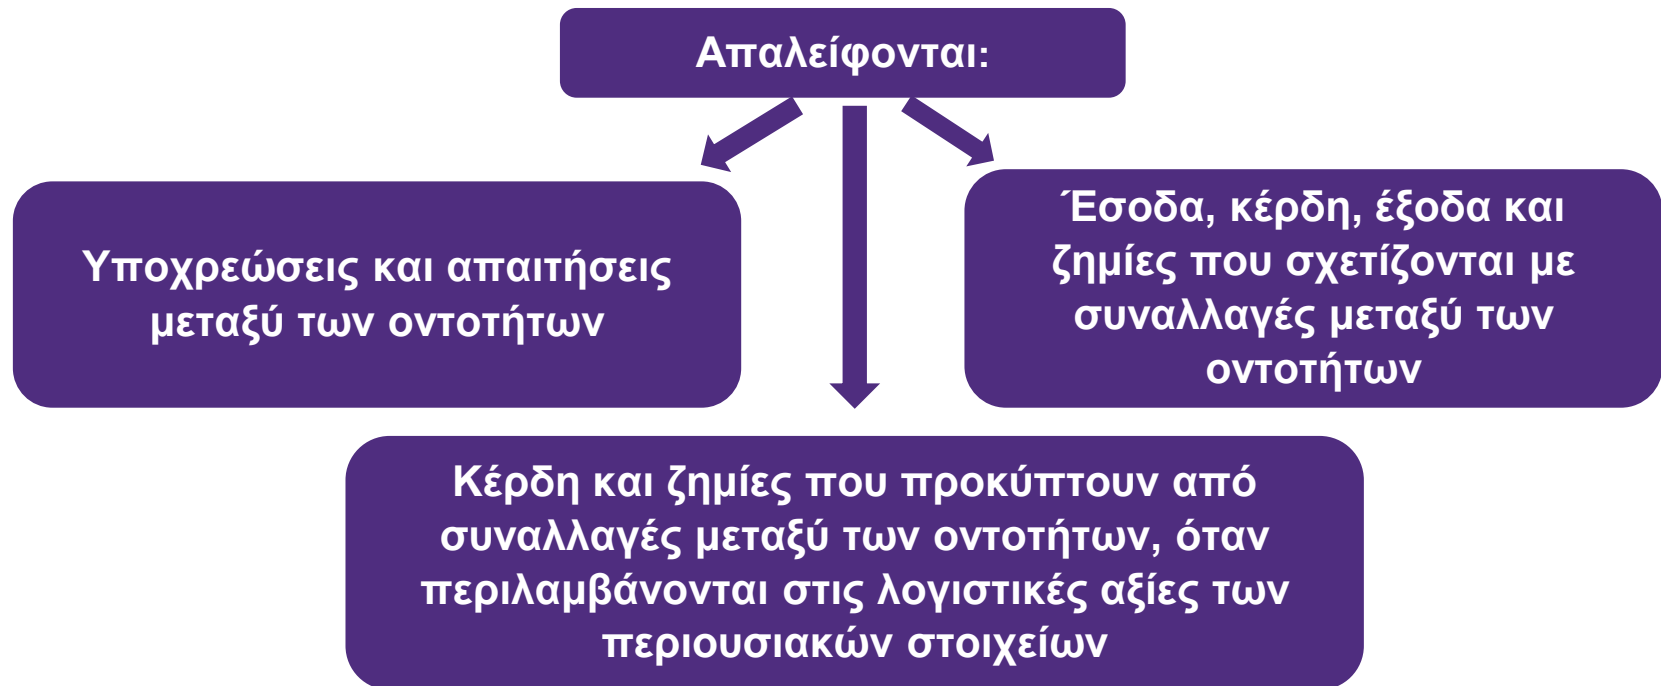 Απαλείφονται:
Υποχρεώσεις και απαιτήσεις
μεταξύ των οντοτήτων
Έσοδα, κέρδη, έξοδα και
ζημίες που σχετίζονται με
συναλλαγές μεταξύ των
οντοτήτων
Κέρδη και ζημίες που προκύπτουν από
συναλλαγές μεταξύ των οντοτήτων, όταν
περιλαμβάνονται στις λογιστικές αξίες των
περιουσιακών στοιχείων